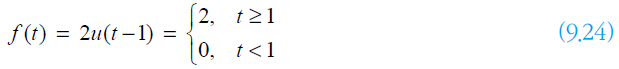 f(t) = 2u(t−1) = { 2, t ≥ 1
0, t < 1
(9.24)